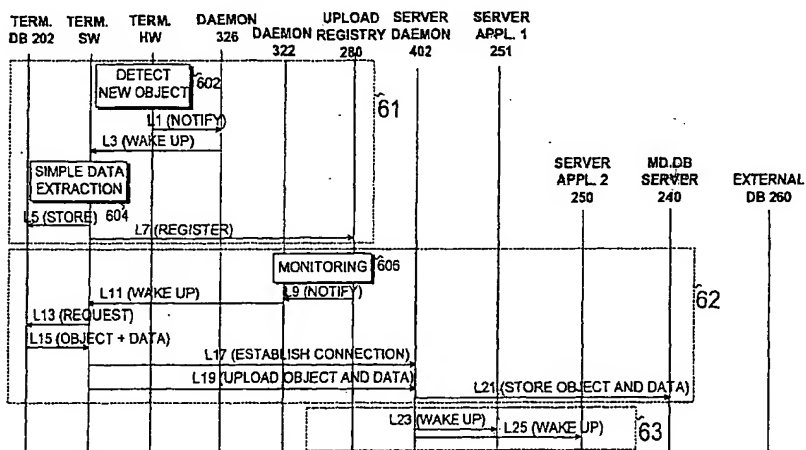 TERM.
DB 202
TERM.
SW
TERM.
HW
DAEMON
326
DAEMON
322
UPLOAD
REGISTRY
280
SERVER
DAEMON
402
SERVER
APPL. 1
251
DETECT
NEW OBJECT
602
61
L1 (NOTIFY)
L3 (WAKE UP)
SIMPLE DATA
EXTRACTION
604
SERVER
APPL. 2
250
MD.DB
SERVER
240
EXTERNAL
DB 260
L5 (STORE)
L7 (REGISTER)
MONITORING
606
L9 (NOTIFY)
L11 (WAKE UP)
62
L13 (REQUEST)
L15 (OBJECT + DATA)
L17 (ESTABLISH CONNECTION)
L19 (UPLOAD OBJECT AND DATA)
L21 (STORE OBJECT AND DATA)
L23 (WAKE UP)
L25 (WAKE UP)
63